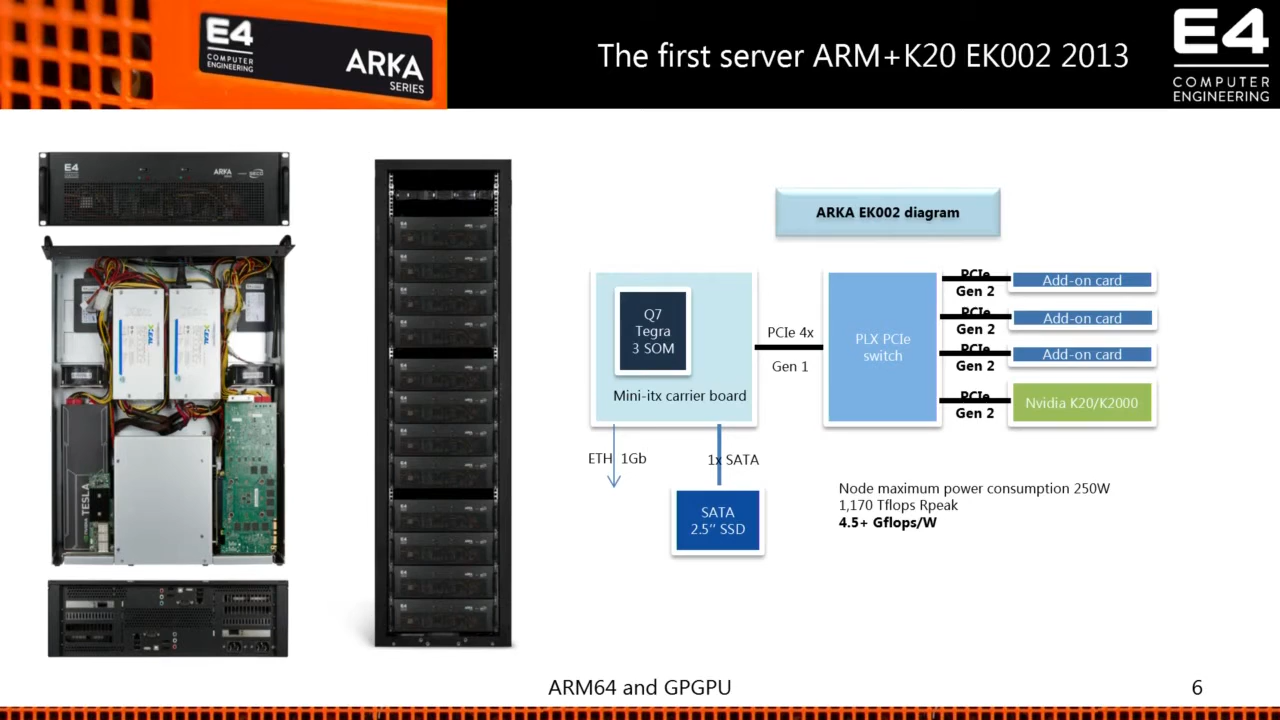 E4
COMPUTER
ENGINEERING
ARKA
SERIES
The first server ARM+K20 EK002 2013
E4
COMPUTER
ENGINEERING
E4
ARKA
SECO
TESLA
ARKA EK002 diagram
Q7
Tegra
3 SOM
Mini-itx carrier board
PCIe 4x
Gen 1
PLX PCIe
switch
PCIe
Gen 2
Add-on card
PCIe
Gen 2
Add-on card
PCIe
Gen 2
Add-on card
PCIe
Gen 2
Nvidia K20/K2000
ETH 1Gb
1x SATA
SATA
2.5’’ SSD
Node maximum power consumption 250W
1,170 Tflops Rpeak
4.5+ Gflops/W
ARM64 and GPGPU
6